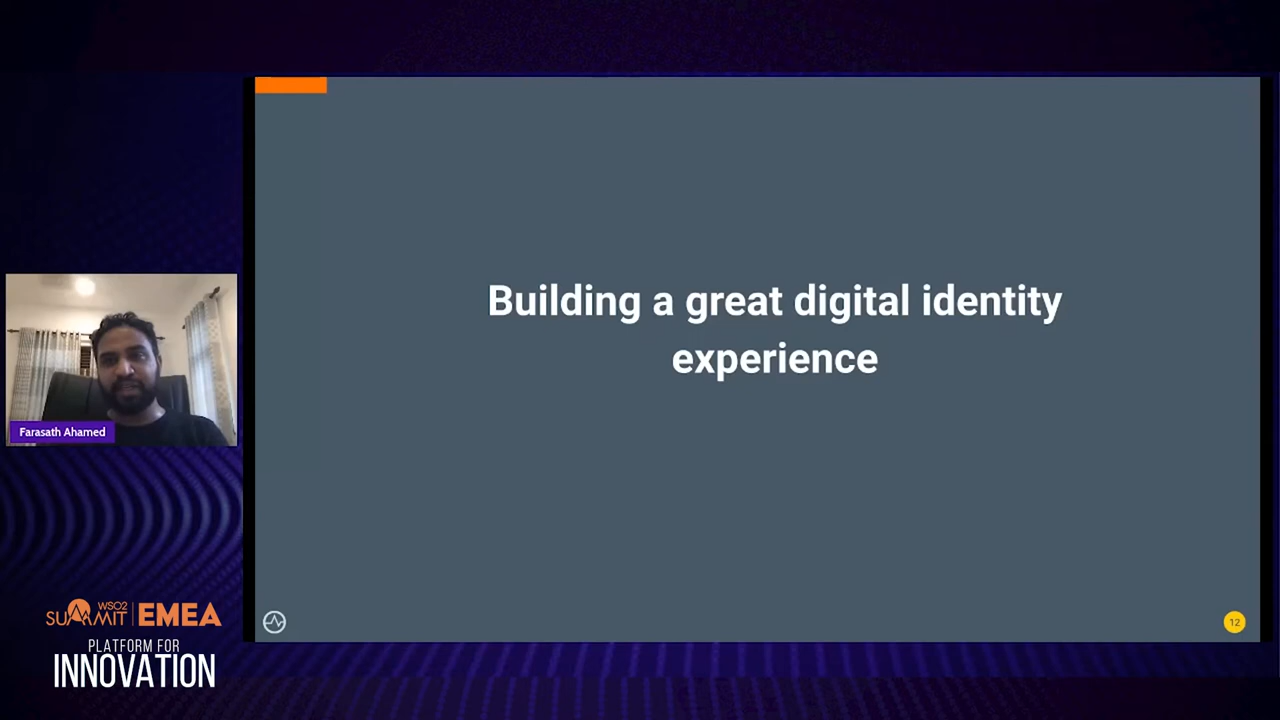 Building a great digital identity
experience
Farasath Ahamed
WSO2
SUMMIT | EMEA
PLATFORM FOR
INNOVATION
12